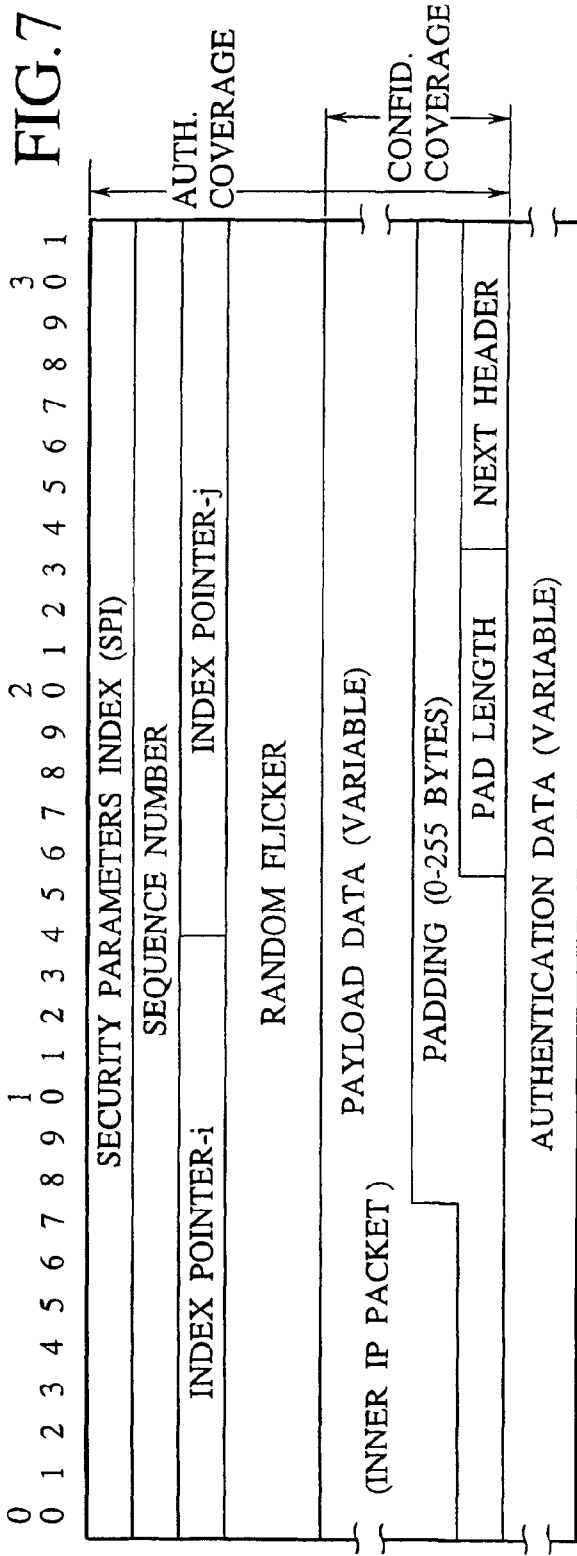 FIG.7
0 1 2 3
0 1 2 3 4 5 6 7 8 9 0 1 2 3 4 5 6 7 8 9 0 1 2 3 4 5 6 7 8 9 0 1
SECURITY PARAMETERS INDEX (SPI)
SEQUENCE NUMBER
INDEX POINTER-i INDEX POINTER-j
RANDOM FLICKER
PAYLOAD DATA (VARIABLE)
(INNER IP PACKET)
PADDING (0-255 BYTES)
PAD LENGTH NEXT HEADER
AUTHENTICATION DATA (VARIABLE)
AUTH.
COVERAGE
CONFID.
COVERAGE